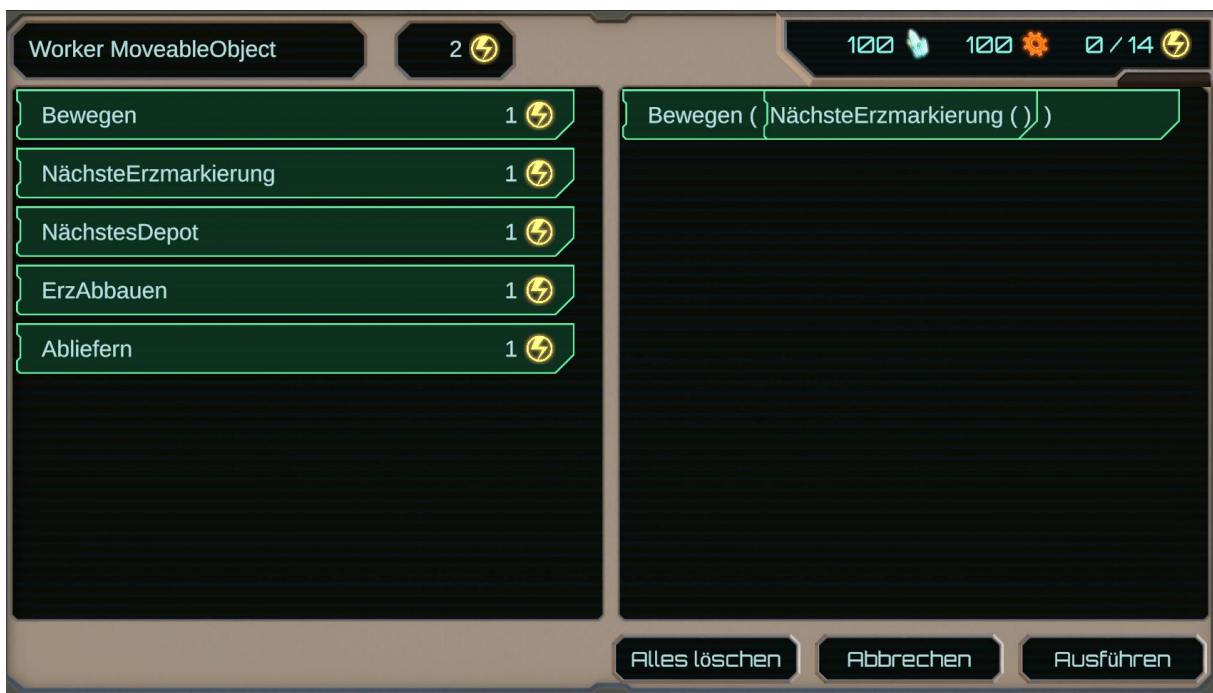 Worker MoveableObject
2
100 100 0/14
Bewegen 1
NächsteErzmarkierung 1
NächstesDepot 1
ErzAbbauen 1
Abliefern 1
Bewegen ( NächsteErzmarkierung ( ) )
Alles löschen
Abbrechen
Ausführen